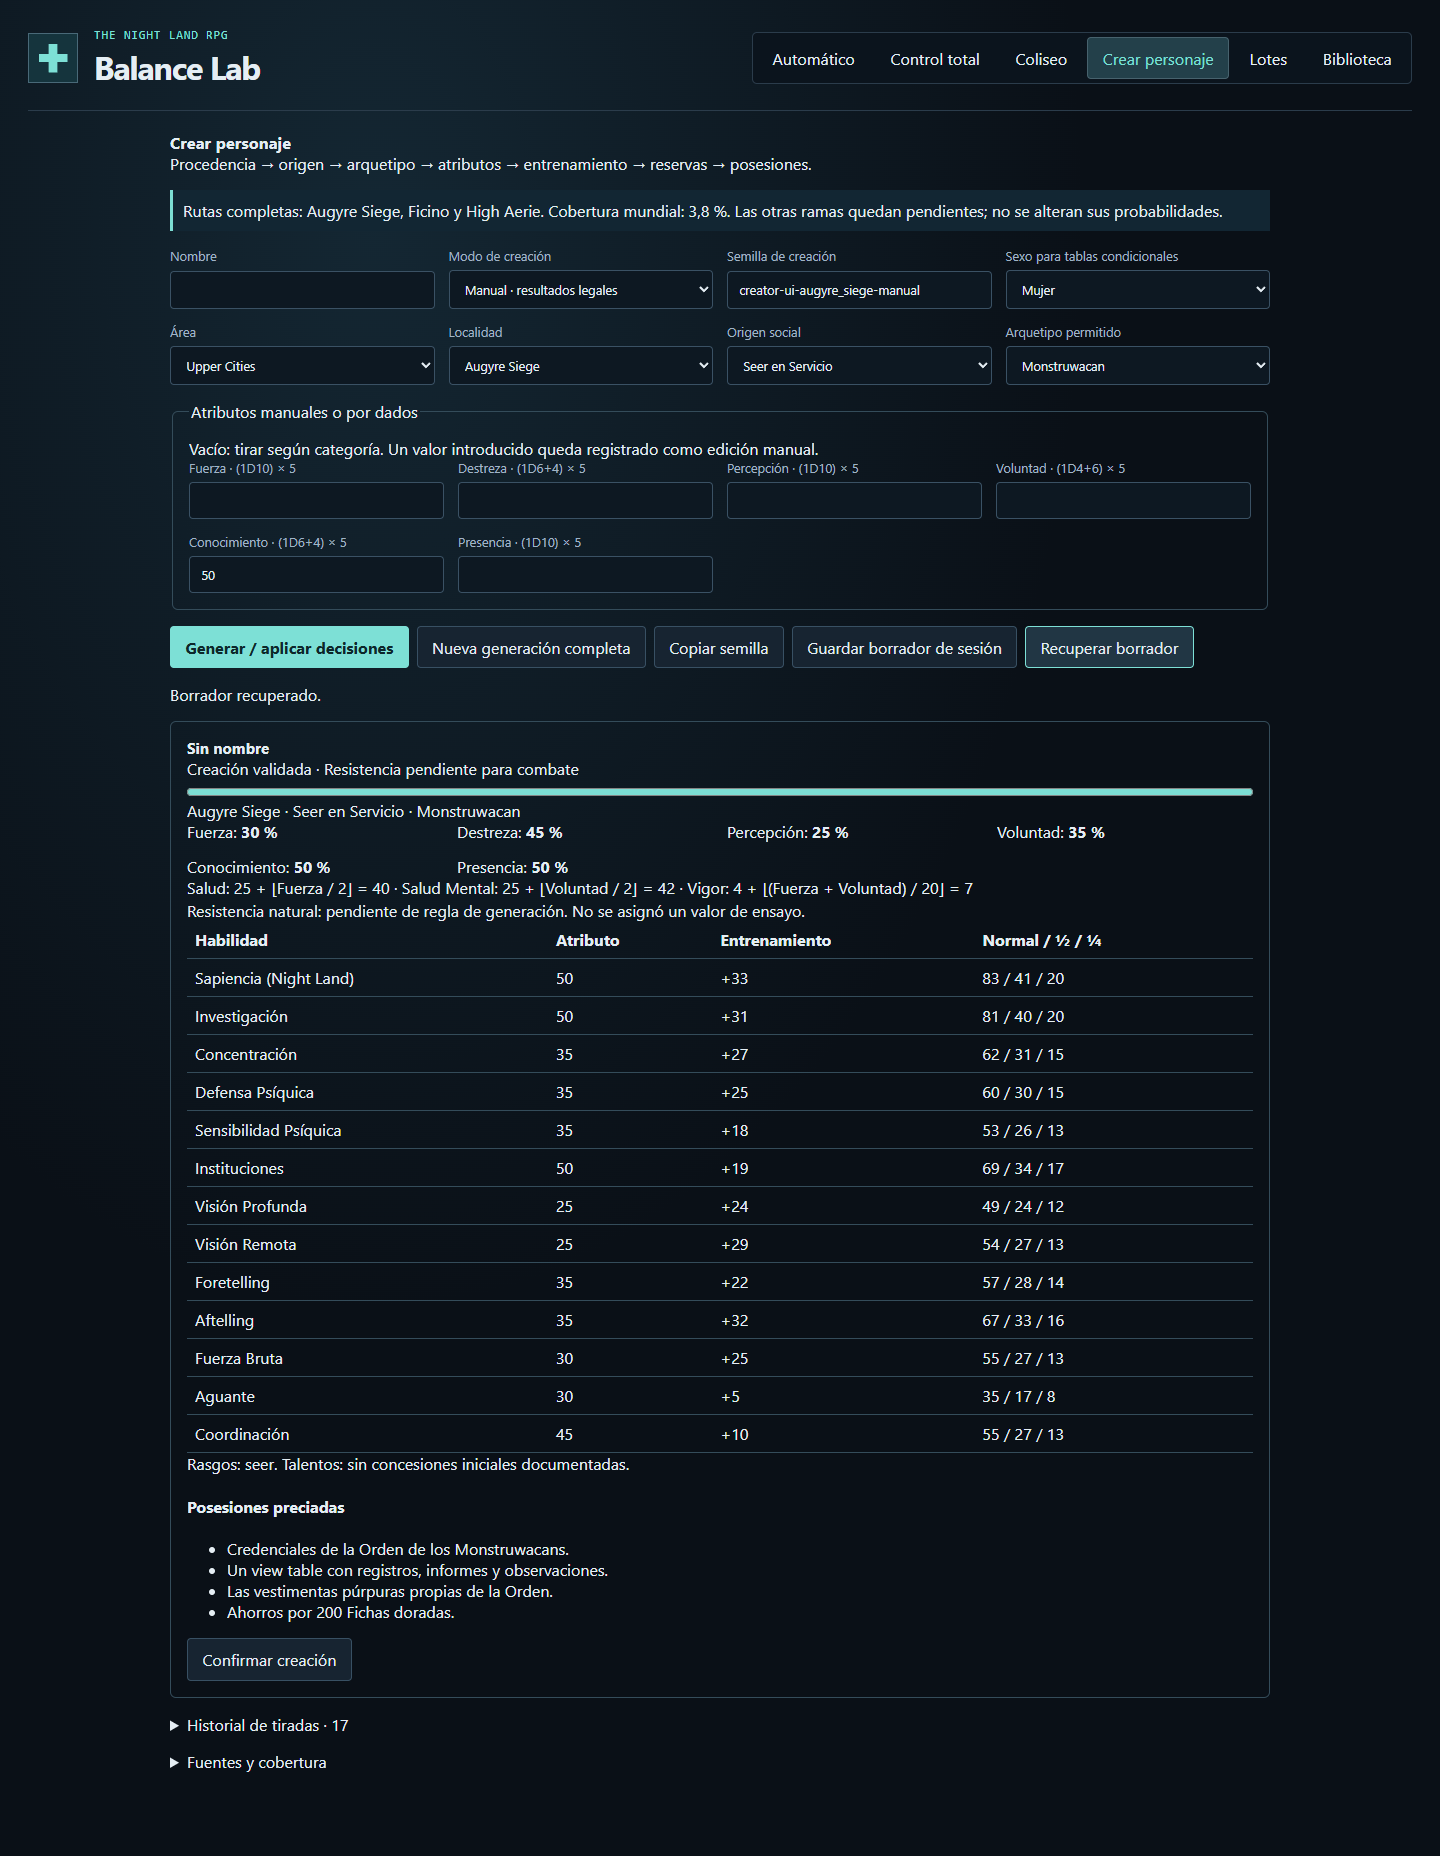 THE NIGHT LAND RPG
Balance Lab
Automático Control total Coliseo Crear personaje Lotes Biblioteca
Crear personaje
Procedencia → origen → arquetipo → atributos → entrenamiento → reservas → posesiones.
Rutas completas: Augyre Siege, Ficino y High Aerie. Cobertura mundial: 3,8 %. Las otras ramas quedan pendientes; no se alteran sus probabilidades.
Nombre Modo de creación Semilla de creación Sexo para tablas condicionales
Manual · resultados legales creator-ui-augyre_siege-manual Mujer
Área Localidad Origen social Arquetipo permitido
Upper Cities Augyre Siege Seer en Servicio Monstruwacan
Atributos manuales o por dados
Vacío: tirar según categoría. Un valor introducido queda registrado como edición manual.
Fuerza · (1D10) × 5 Destreza · (1D6+4) × 5 Percepción · (1D10) × 5 Voluntad · (1D4+6) × 5
Conocimiento · (1D6+4) × 5 Presencia · (1D10) × 5
50
Generar / aplicar decisiones Nueva generación completa Copiar semilla Guardar borrador de sesión Recuperar borrador
Borrador recuperado.
Sin nombre
Creación validada · Resistencia pendiente para combate
Augyre Siege · Seer en Servicio · Monstruwacan
Fuerza: 30 % Destreza: 45 % Percepción: 25 % Voluntad: 35 %
Conocimiento: 50 % Presencia: 50 %
Salud: 25 + ⌊Fuerza / 2⌋ = 40 · Salud Mental: 25 + ⌊Voluntad / 2⌋ = 42 · Vigor: 4 + ⌊(Fuerza + Voluntad) / 20⌋ = 7
Resistencia natural: pendiente de regla de generación. No se asignó un valor de ensayo.
Habilidad Atributo Entrenamiento Normal / ½ / ¼
Sapiencia (Night Land) 50 +33 83 / 41 / 20
Investigación 50 +31 81 / 40 / 20
Concentración 35 +27 62 / 31 / 15
Defensa Psíquica 35 +25 60 / 30 / 15
Sensibilidad Psíquica 35 +18 53 / 26 / 13
Instituciones 50 +19 69 / 34 / 17
Visión Profunda 25 +24 49 / 24 / 12
Visión Remota 25 +29 54 / 27 / 13
Foretelling 35 +22 57 / 28 / 14
Aftelling 35 +32 67 / 33 / 16
Fuerza Bruta 30 +25 55 / 27 / 13
Aguante 30 +5 35 / 17 / 8
Coordinación 45 +10 55 / 27 / 13
Rasgos: seer. Talentos: sin concesiones iniciales documentadas.
Posesiones preciadas
• Credenciales de la Orden de los Monstruwacans.
• Un view table con registros, informes y observaciones.
• Las vestimentas púrpuras propias de la Orden.
• Ahorros por 200 Fichas doradas.
Confirmar creación
▶ Historial de tiradas · 17
▶ Fuentes y cobertura